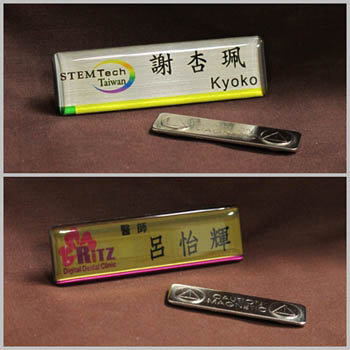 STEMTech
Taiwan
謝杏珮
Kyoko
醫師
RiTZ
Digital Dental Clinic
呂怡輝
CAUTION
MAGNETIC